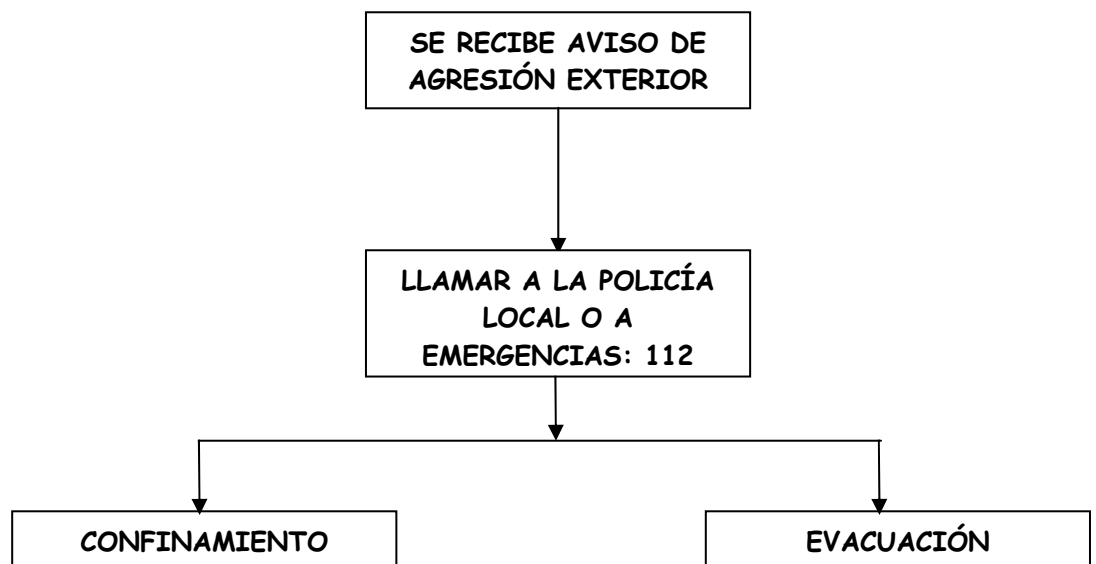 SE RECIBE AVISO DE
AGRESIÓN EXTERIOR
LLAMAR A LA POLICÍA
LOCAL O A
EMERGENCIAS: 112
CONFINAMIENTO
EVACUACIÓN